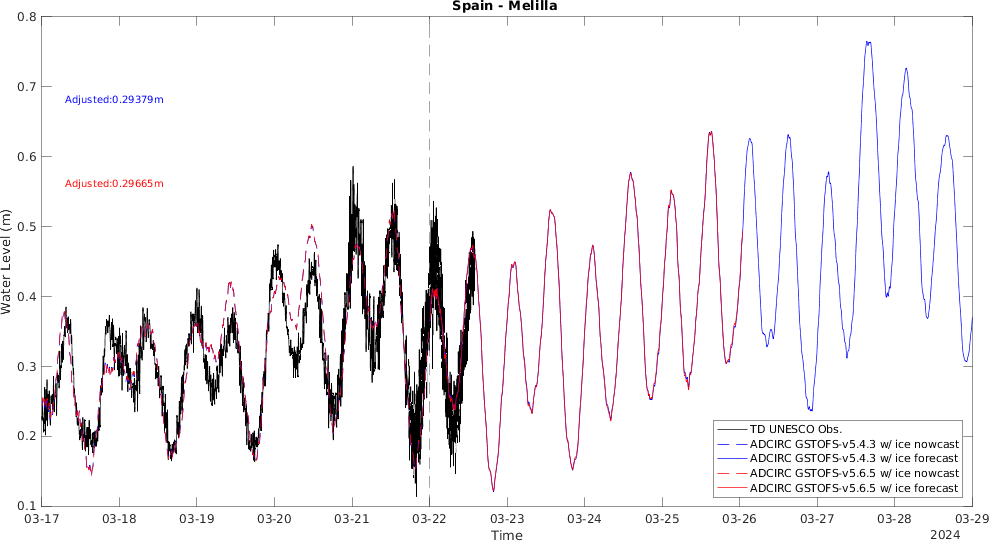 Spain - Melilla
0.8
0.7
0.6
0.5
0.4
0.3
0.2
0.1
Water Level (m)
Adjusted:0.29379m
Adjusted:0.29665m
TD UNESCO Obs.
ADCIRC GSTOFS-v5.4.3 w/ ice nowcast
ADCIRC GSTOFS-v5.4.3 w/ ice forecast
ADCIRC GSTOFS-v5.6.5 w/ ice nowcast
ADCIRC GSTOFS-v5.6.5 w/ ice forecast
03-17 03-18 03-19 03-20 03-21 03-22 03-23 03-24 03-25 03-26 03-27 03-28 03-29
Time
2024